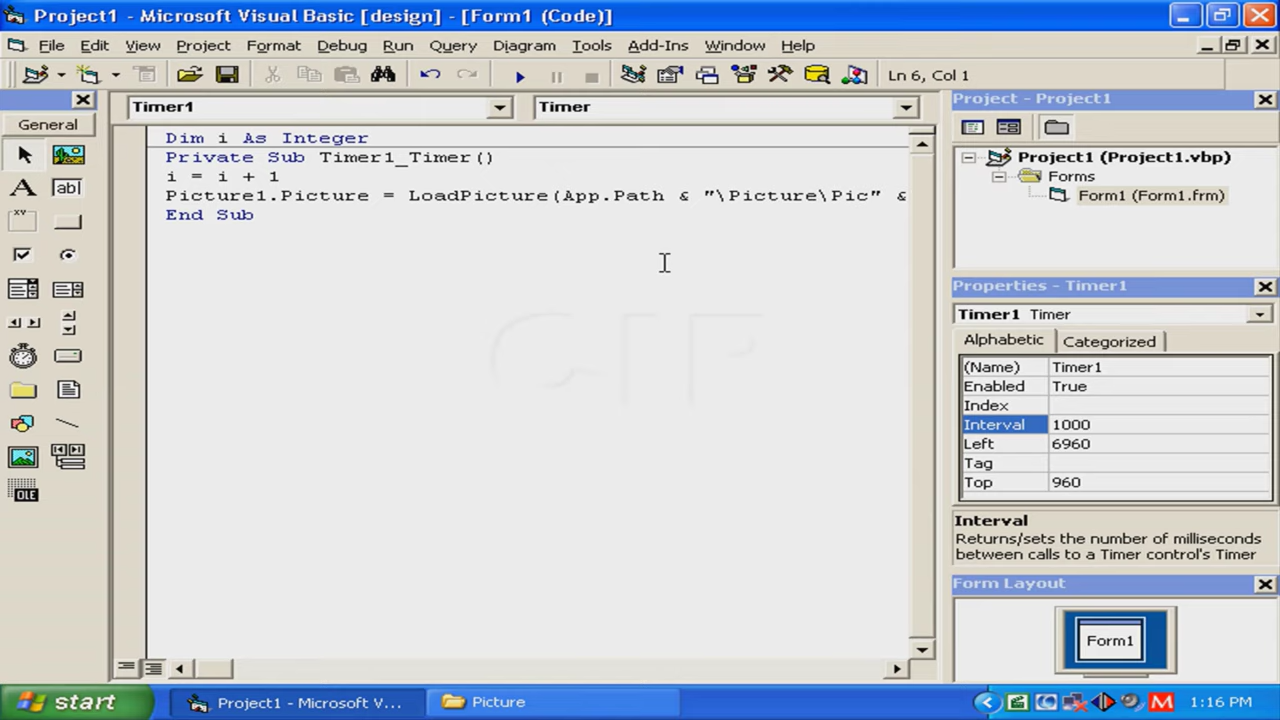 Project1 - Microsoft Visual Basic [design] - [Form1 (Code)]
File Edit View Project Format Debug Run Query Diagram Tools Add-Ins Window Help
Ln 6, Col 1
General
Timer1 Timer
Dim i As Integer
Private Sub Timer1_Timer()
i = i + 1
Picture1.Picture = LoadPicture(App.Path & "\Picture\Pic" &
End Sub
A ab|
XY
OLE
Project - Project1
Project1 (Project1.vbp)
Forms
Form1 (Form1.frm)
Properties - Timer1
Timer1 Timer
Alphabetic Categorized
(Name) Timer1
Enabled True
Index
Interval 1000
Left 6960
Tag
Top 960
Interval
Returns/sets the number of milliseconds
between calls to a Timer control's Timer
Form Layout
Form1
start Project1 - Microsoft V... Picture M 1:16 PM